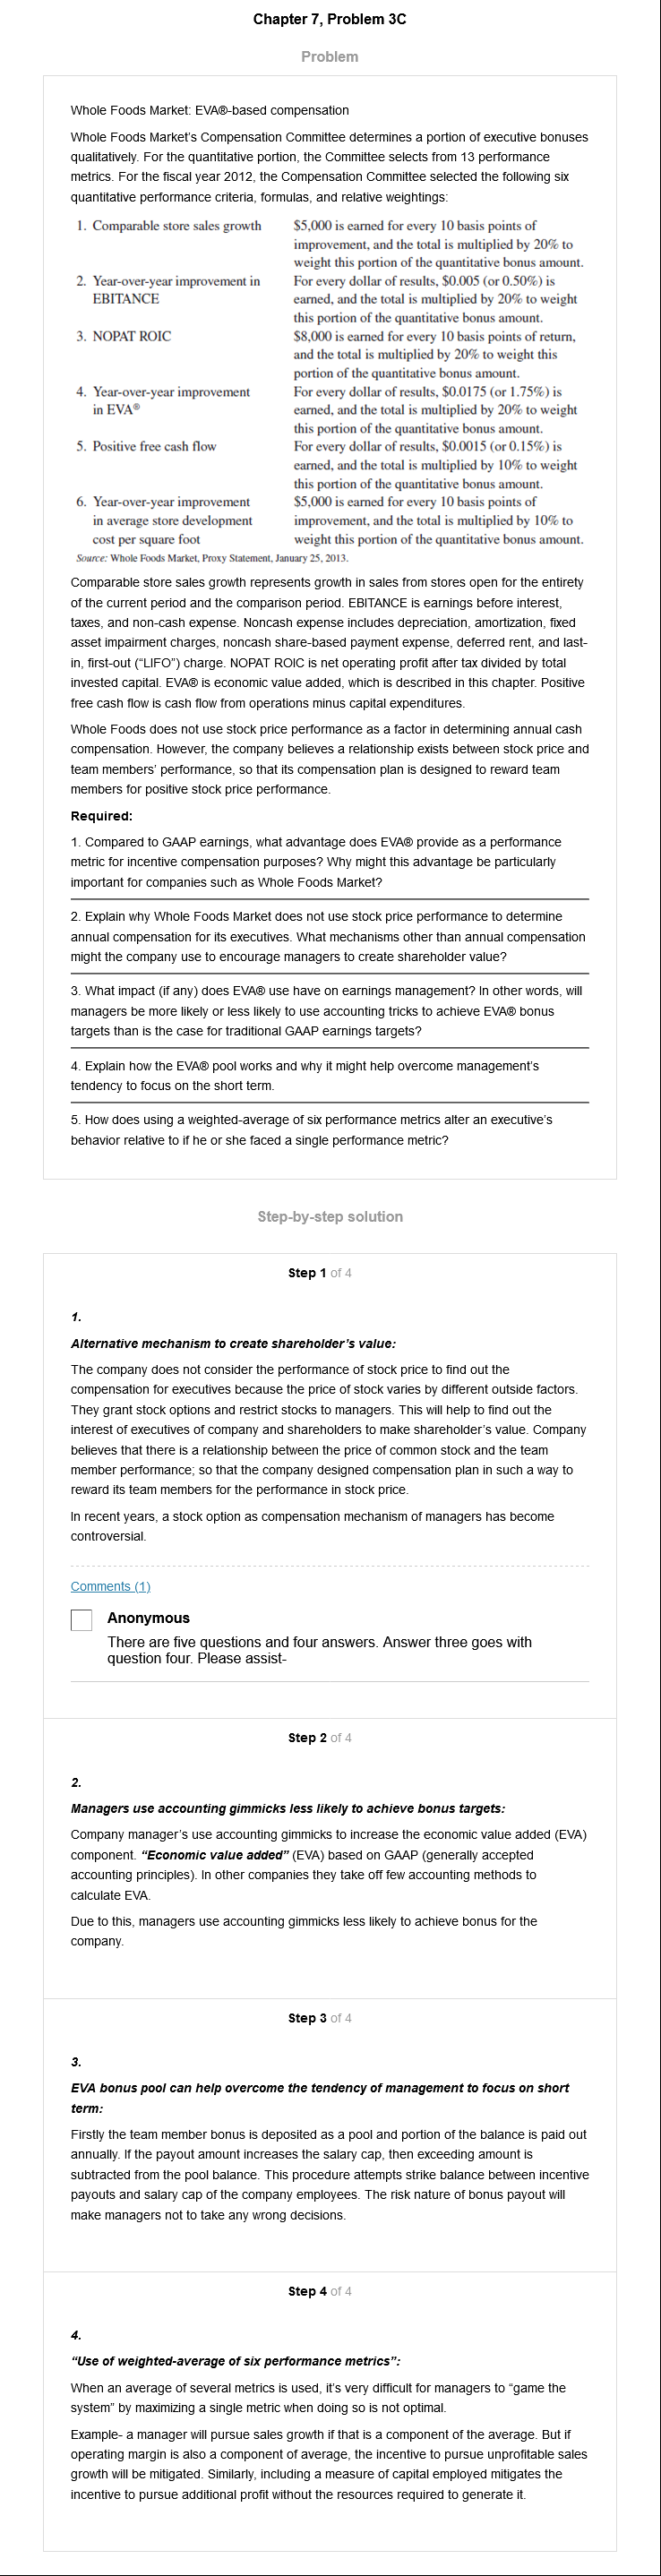 Chapter 7, Problem 3C
Problem
Whole Foods Market: EVA®-based compensation
Whole Foods Market's Compensation Committee determines a portion of executive bonuses
qualitatively. For the quantitative portion, the Committee selects from 13 performance
metrics. For the fiscal year 2012, the Compensation Committee selected the following six
quantitative performance criteria, formulas, and relative weightings:
1. Comparable store sales growth $5,000 is earned for every 10 basis points of
improvement, and the total is multiplied by 20% to
weight this portion of the quantitative bonus amount.
2. Year-over-year improvement in For every dollar of results, $0.005 (or 0.50%) is
EBITANCE earned, and the total is multiplied by 20% to weight
this portion of the quantitative bonus amount.
3. NOPAT ROIC $8,000 is earned for every 10 basis points of return,
and the total is multiplied by 20% to weight this
portion of the quantitative bonus amount.
4. Year-over-year improvement For every dollar of results, $0.0175 (or 1.75%) is
in EVA® earned, and the total is multiplied by 20% to weight
this portion of the quantitative bonus amount.
5. Positive free cash flow For every dollar of results, $0.0015 (or 0.15%) is
earned, and the total is multiplied by 10% to weight
this portion of the quantitative bonus amount.
6. Year-over-year improvement $5,000 is earned for every 10 basis points of
in average store development improvement, and the total is multiplied by 10% to
cost per square foot weight this portion of the quantitative bonus amount.
Source: Whole Foods Market, Proxy Statement, January 25, 2013.
Comparable store sales growth represents growth in sales from stores open for the entirety
of the current period and the comparison period. EBITANCE is earnings before interest,
taxes, and non-cash expense. Noncash expense includes depreciation, amortization, fixed
asset impairment charges, noncash share-based payment expense, deferred rent, and last-
in, first-out ("LIFO") charge. NOPAT ROIC is net operating profit after tax divided by total
invested capital. EVA® is economic value added, which is described in this chapter. Positive
free cash flow is cash flow from operations minus capital expenditures.
Whole Foods does not use stock price performance as a factor in determining annual cash
compensation. However, the company believes a relationship exists between stock price and
team members' performance, so that its compensation plan is designed to reward team
members for positive stock price performance.
Required:
1. Compared to GAAP earnings, what advantage does EVA® provide as a performance
metric for incentive compensation purposes? Why might this advantage be particularly
important for companies such as Whole Foods Market?
2. Explain why Whole Foods Market does not use stock price performance to determine
annual compensation for its executives. What mechanisms other than annual compensation
might the company use to encourage managers to create shareholder value?
3. What impact (if any) does EVA® use have on earnings management? In other words, will
managers be more likely or less likely to use accounting tricks to achieve EVA® bonus
targets than is the case for traditional GAAP earnings targets?
4. Explain how the EVA® pool works and why it might help overcome management's
tendency to focus on the short term.
5. How does using a weighted-average of six performance metrics alter an executive's
behavior relative to if he or she faced a single performance metric?
Step-by-step solution
Step 1 of 4
1.
Alternative mechanism to create shareholder's value:
The company does not consider the performance of stock price to find out the
compensation for executives because the price of stock varies by different outside factors.
They grant stock options and restrict stocks to managers. This will help to find out the
interest of executives of company and shareholders to make shareholder's value. Company
believes that there is a relationship between the price of common stock and the team
member performance; so that the company designed compensation plan in such a way to
reward its team members for the performance in stock price.
In recent years, a stock option as compensation mechanism of managers has become
controversial.
Comments (1)
Anonymous
There are five questions and four answers. Answer three goes with
question four. Please assist-
Step 2 of 4
2.
Managers use accounting gimmicks less likely to achieve bonus targets:
Company manager's use accounting gimmicks to increase the economic value added (EVA)
component. "Economic value added" (EVA) based on GAAP (generally accepted
accounting principles). In other companies they take off few accounting methods to
calculate EVA.
Due to this, managers use accounting gimmicks less likely to achieve bonus for the
company.
Step 3 of 4
3.
EVA bonus pool can help overcome the tendency of management to focus on short
term:
Firstly the team member bonus is deposited as a pool and portion of the balance is paid out
annually. If the payout amount increases the salary cap, then exceeding amount is
subtracted from the pool balance. This procedure attempts strike balance between incentive
payouts and salary cap of the company employees. The risk nature of bonus payout will
make managers not to take any wrong decisions.
Step 4 of 4
4.
"Use of weighted-average of six performance metrics":
When an average of several metrics is used, it's very difficult for managers to "game the
system" by maximizing a single metric when doing so is not optimal.
Example- a manager will pursue sales growth if that is a component of the average. But if
operating margin is also a component of average, the incentive to pursue unprofitable sales
growth will be mitigated. Similarly, including a measure of capital employed mitigates the
incentive to pursue additional profit without the resources required to generate it.